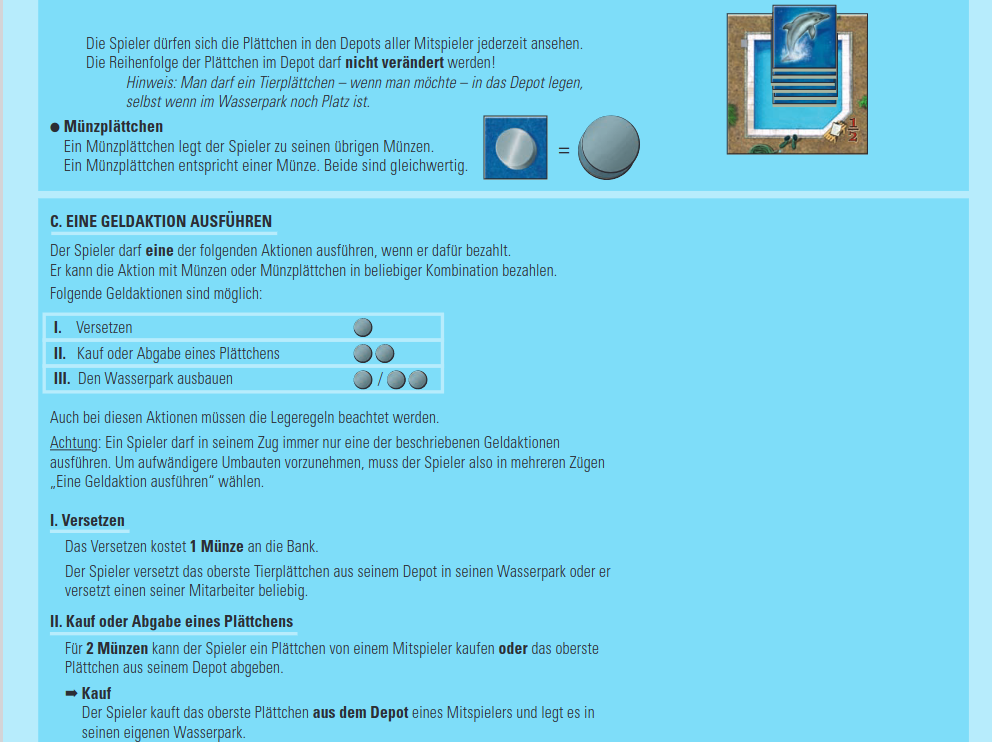 Die Spieler dürfen sich die Plättchen in den Depots aller Mitspieler jederzeit ansehen.
Die Reihenfolge der Plättchen im Depot darf nicht verändert werden!
Hinweis: Man darf ein Tierplättchen – wenn man möchte – in das Depot legen,
selbst wenn im Wasserpark noch Platz ist.
● Münzplättchen
Ein Münzplättchen legt der Spieler zu seinen übrigen Münzen.
Ein Münzplättchen entspricht einer Münze. Beide sind gleichwertig.
=
1/2
C. EINE GELDAKTION AUSFÜHREN
Der Spieler darf eine der folgenden Aktionen ausführen, wenn er dafür bezahlt.
Er kann die Aktion mit Münzen oder Münzplättchen in beliebiger Kombination bezahlen.
Folgende Geldaktionen sind möglich:
I. Versetzen
II. Kauf oder Abgabe eines Plättchens
III. Den Wasserpark ausbauen /
Auch bei diesen Aktionen müssen die Legeregeln beachtet werden.
Achtung: Ein Spieler darf in seinem Zug immer nur eine der beschriebenen Geldaktionen
ausführen. Um aufwändigere Umbauten vorzunehmen, muss der Spieler also in mehreren Zügen
„Eine Geldaktion ausführen“ wählen.
I. Versetzen
Das Versetzen kostet 1 Münze an die Bank.
Der Spieler versetzt das oberste Tierplättchen aus seinem Depot in seinen Wasserpark oder er
versetzt einen seiner Mitarbeiter beliebig.
II. Kauf oder Abgabe eines Plättchens
Für 2 Münzen kann der Spieler ein Plättchen von einem Mitspieler kaufen oder das oberste
Plättchen aus seinem Depot abgeben.
➡ Kauf
Der Spieler kauft das oberste Plättchen aus dem Depot eines Mitspielers und legt es in
seinen eigenen Wasserpark.